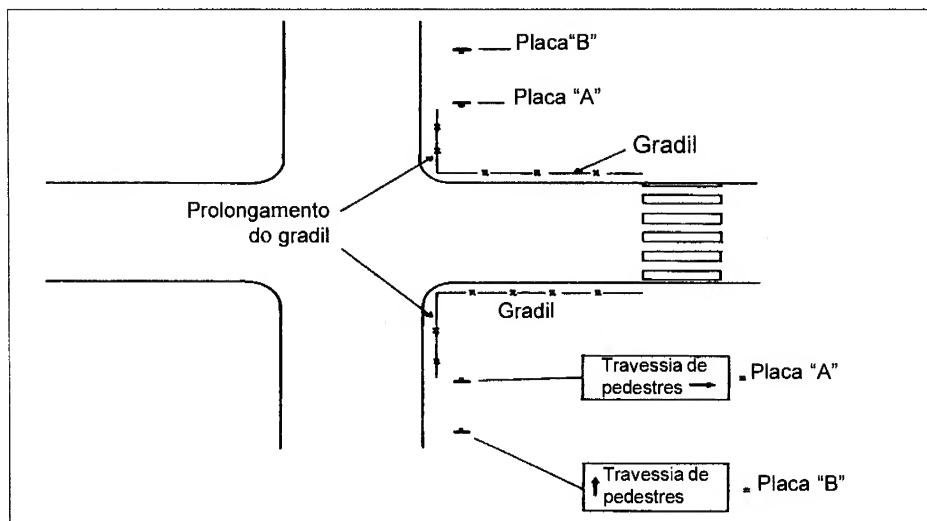 Placa“B”
Placa “A”
Gradil
Prolongamento
do gradil
Gradil
Travessia de
pedestres →
Placa “A”
↑ Travessia de
pedestres
Placa “B”